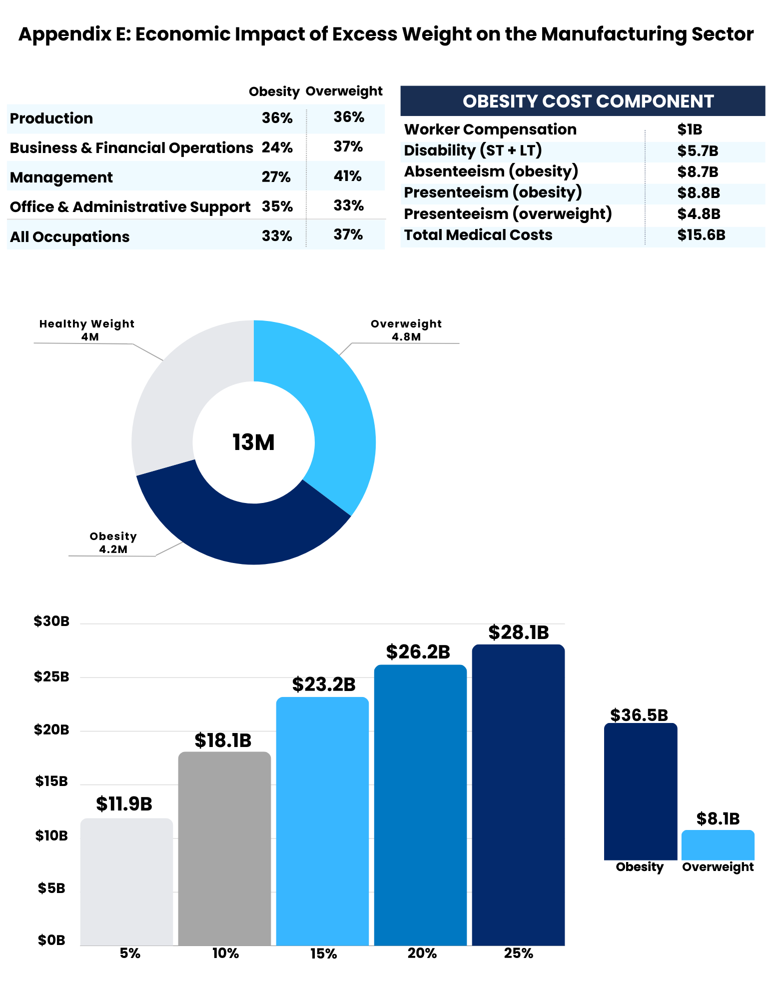 Appendix E: Economic Impact of Excess Weight on the Manufacturing Sector
Obesity Overweight
Production 36% 36%
Business & Financial Operations 24% 37%
Management 27% 41%
Office & Administrative Support 35% 33%
All Occupations 33% 37%
OBESITY COST COMPONENT
Worker Compensation $1B
Disability (ST + LT) $5.7B
Absenteeism (obesity) $8.7B
Presenteeism (obesity) $8.8B
Presenteeism (overweight) $4.8B
Total Medical Costs $15.6B
Healthy Weight
4M
Overweight
4.8M
13M
Obesity
4.2M
$30B
$25B
$20B
$15B
$10B
$5B
$0B
$11.9B
$18.1B
$23.2B
$26.2B
$28.1B
5% 10% 15% 20% 25%
$36.5B
$8.1B
Obesity Overweight